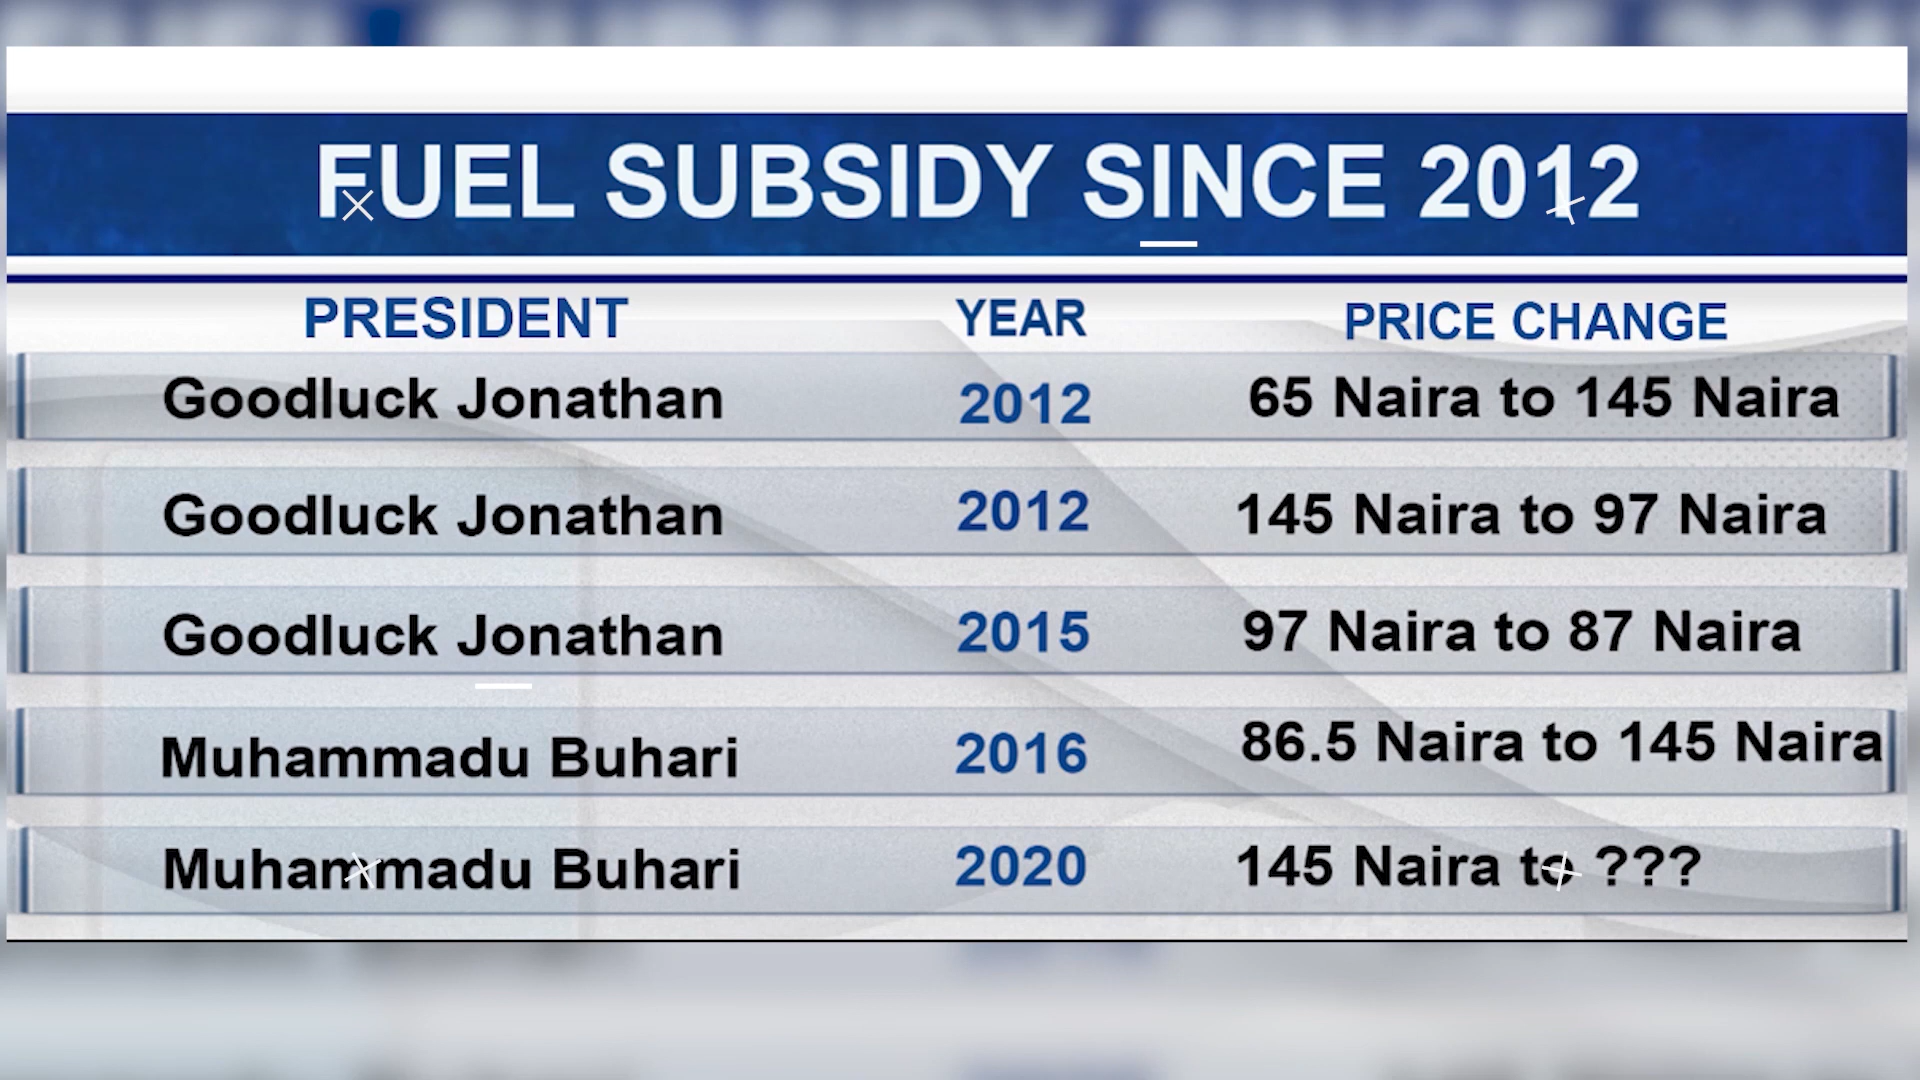 FUEL SUBSIDY SINCE 2012
PRESIDENT YEAR PRICE CHANGE
Goodluck Jonathan 2012 65 Naira to 145 Naira
Goodluck Jonathan 2012 145 Naira to 97 Naira
Goodluck Jonathan 2015 97 Naira to 87 Naira
Muhammadu Buhari 2016 86.5 Naira to 145 Naira
Muhammadu Buhari 2020 145 Naira to ???